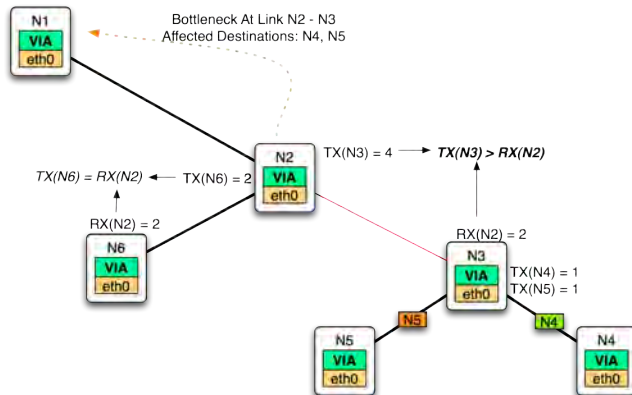 N1
VIA
eth0
Bottleneck At Link N2 - N3
Affected Destinations: N4, N5
N2
VIA
eth0
TX(N3) = 4
TX(N3) > RX(N2)
TX(N6) = RX(N2)
TX(N6) = 2
RX(N2) = 2
N6
VIA
eth0
RX(N2) = 2
N3
VIA
eth0
TX(N4) = 1
TX(N5) = 1
N5
N4
N5
VIA
eth0
N4
VIA
eth0